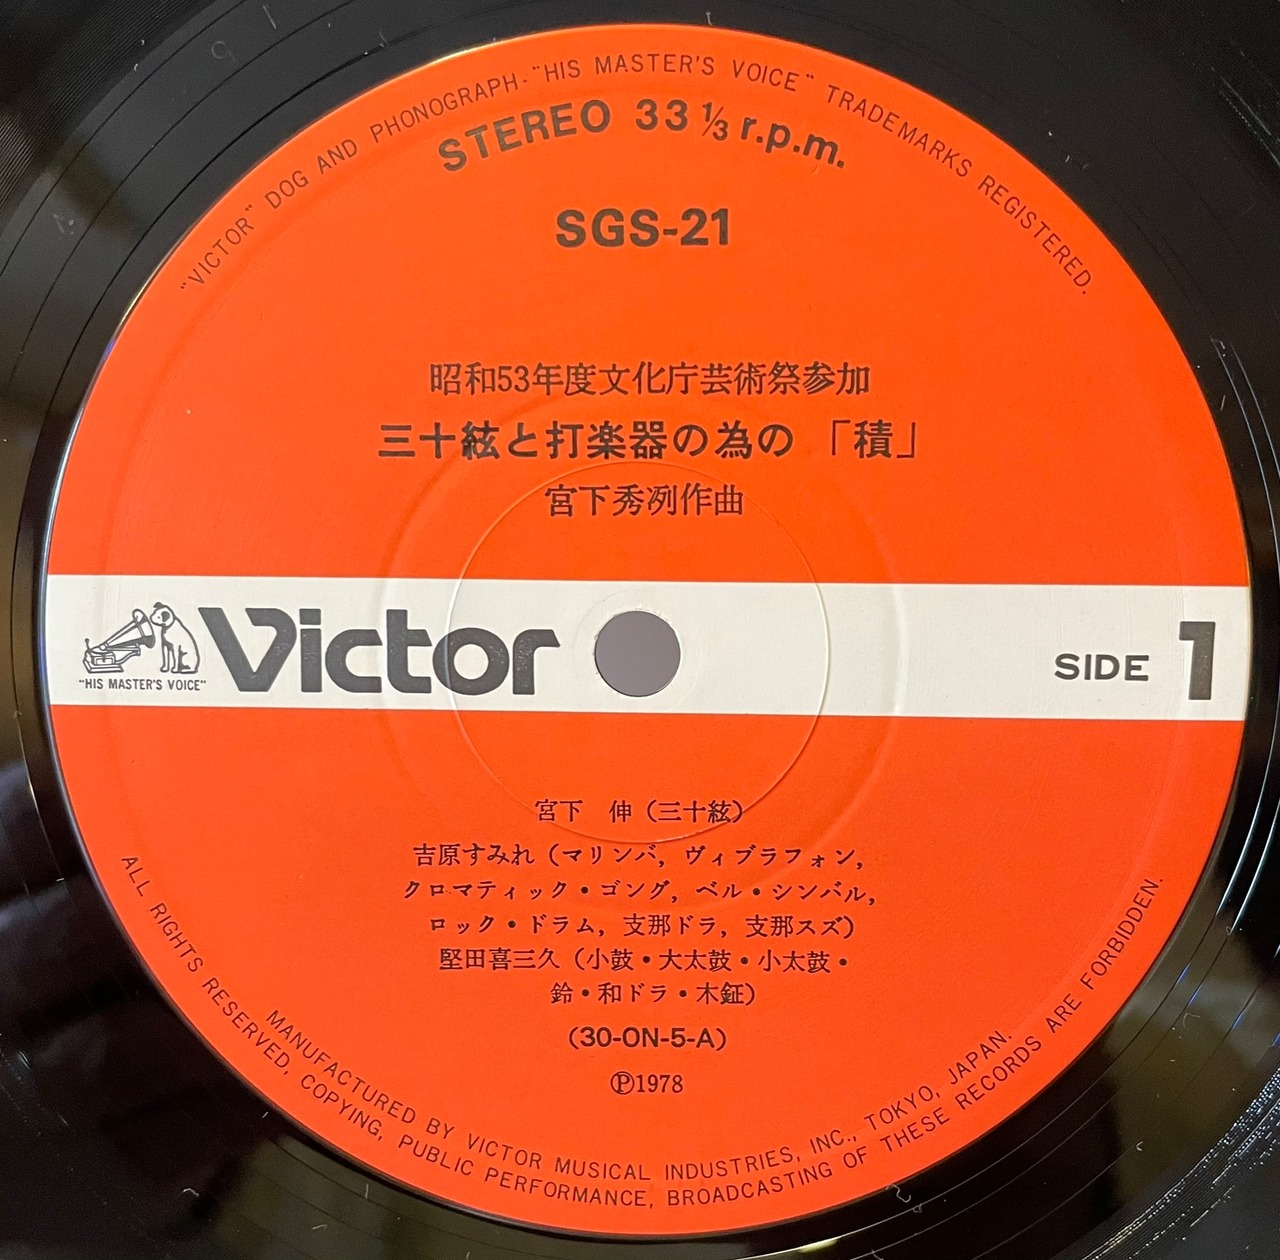 "VICTOR" DOG AND PHONOGRAPH-"HIS MASTER'S VOICE" TRADEMARKS REGISTERED.
STEREO 33 1/3 r.p.m.
SGS-21
昭和53年度文化庁芸術祭参加
三十絃と打楽器の為の 「積」
宮下秀冽作曲
"HIS MASTER'S VOICE"
Victor
SIDE 1
宮下 伸（三十絃）
吉原すみれ（マリンバ，ヴィブラフォン，
クロマティック・ゴング，ベル・シンバル，
ロック・ドラム，支那ドラ，支那スズ）
堅田喜三久（小鼓・大太鼓・小太鼓・
鈴・和ドラ・木鉦）
(30-ON-5-A)
Ⓟ1978
MANUFACTURED BY VICTOR MUSICAL INDUSTRIES, INC., TOKYO, JAPAN.
ALL RIGHTS RESERVED, COPYING, PUBLIC PERFORMANCE, BROADCASTING OF THESE RECORDS ARE FORBIDDEN.